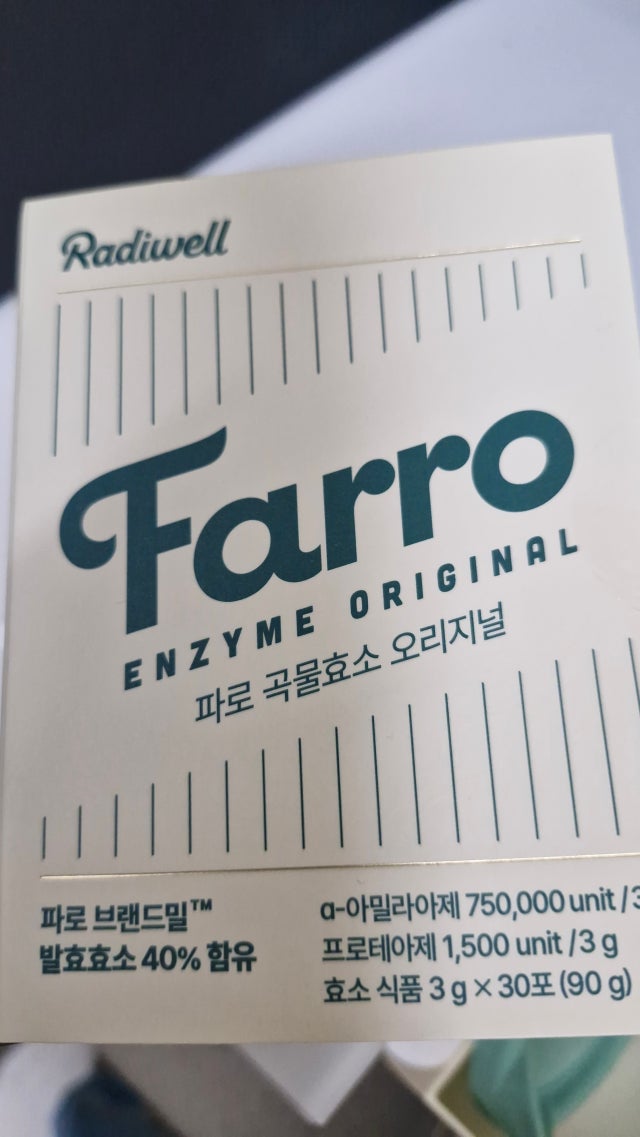 Radiwell
Farro
ENZYME ORIGINAL
파로 곡물효소 오리지널
파로 브랜드밀™
발효효소 40% 함유
α-아밀라아제 750,000 unit /3
프로테아제 1,500 unit /3 g
효소 식품 3 g × 30포 (90 g)